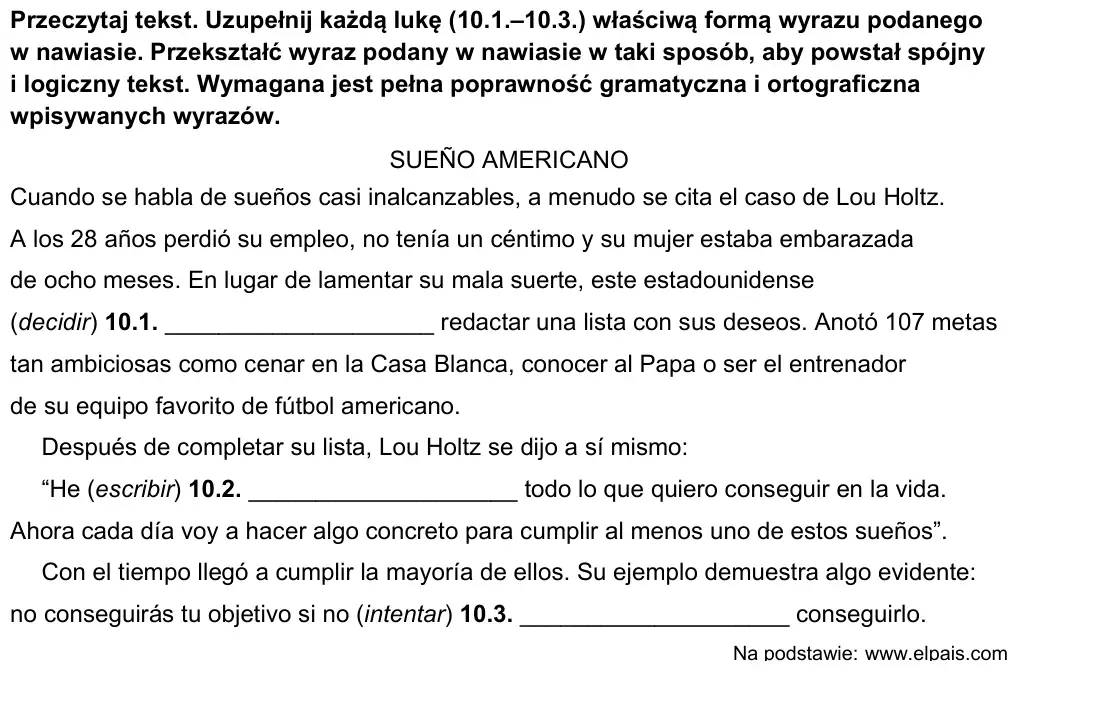 Przeczytaj tekst. Uzupełnij każdą lukę (10.1.–10.3.) właściwą formą wyrazu podanego
w nawiasie. Przekształć wyraz podany w nawiasie w taki sposób, aby powstał spójny
i logiczny tekst. Wymagana jest pełna poprawność gramatyczna i ortograficzna
wpisywanych wyrazów.
SUEÑO AMERICANO
Cuando se habla de sueños casi inalcanzables, a menudo se cita el caso de Lou Holtz.
A los 28 años perdió su empleo, no tenía un céntimo y su mujer estaba embarazada
de ocho meses. En lugar de lamentar su mala suerte, este estadounidense
(decidir) 10.1. ____________________ redactar una lista con sus deseos. Anotó 107 metas
tan ambiciosas como cenar en la Casa Blanca, conocer al Papa o ser el entrenador
de su equipo favorito de fútbol americano.
Después de completar su lista, Lou Holtz se dijo a sí mismo:
“He (escribir) 10.2. ____________________ todo lo que quiero conseguir en la vida.
Ahora cada día voy a hacer algo concreto para cumplir al menos uno de estos sueños”.
Con el tiempo llegó a cumplir la mayoría de ellos. Su ejemplo demuestra algo evidente:
no conseguirás tu objetivo si no (intentar) 10.3. ____________________ conseguirlo.
Na podstawie: www.elpais.com